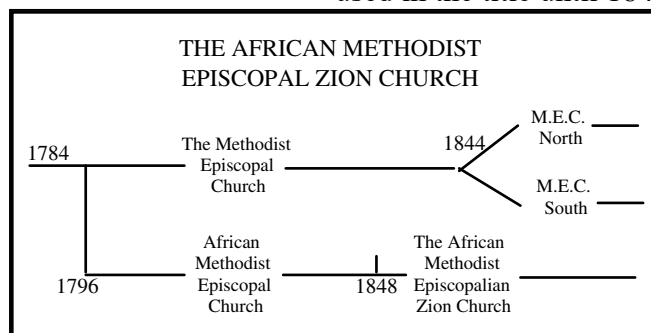 THE AFRICAN METHODIST
EPISCOPAL ZION CHURCH
1784
The Methodist
Episcopal
Church
1844
M.E.C.
North
M.E.C.
South
1796
African
Methodist
Episcopal
Church
1848
The African
Methodist
Episcopalian
Zion Church